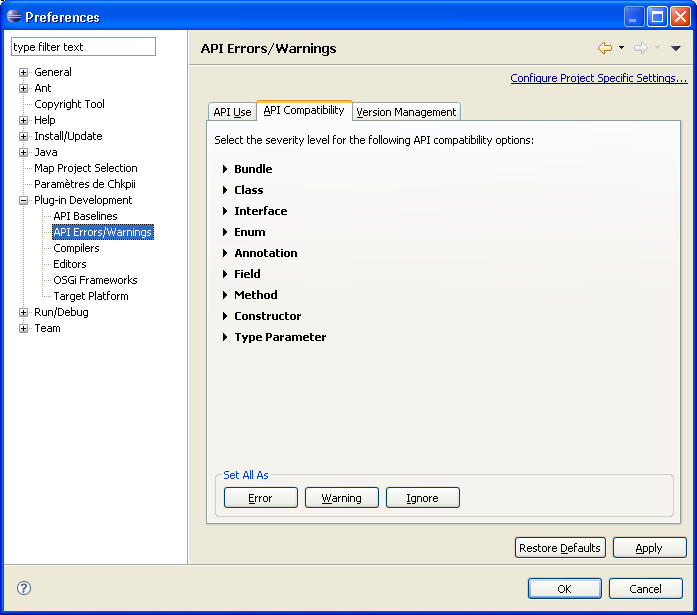 Preferences
type filter text
General
Ant
Copyright Tool
Help
Install/Update
Java
Map Project Selection
Paramètres de Chkpii
Plug-in Development
API Baselines
API Errors/Warnings
Compilers
Editors
OSGi Frameworks
Target Platform
Run/Debug
Team
API Errors/Warnings
Configure Project Specific Settings...
API Use API Compatibility Version Management
Select the severity level for the following API compatibility options:
Bundle
Class
Interface
Enum
Annotation
Field
Method
Constructor
Type Parameter
Set All As
Error Warning Ignore
Restore Defaults Apply
OK Cancel